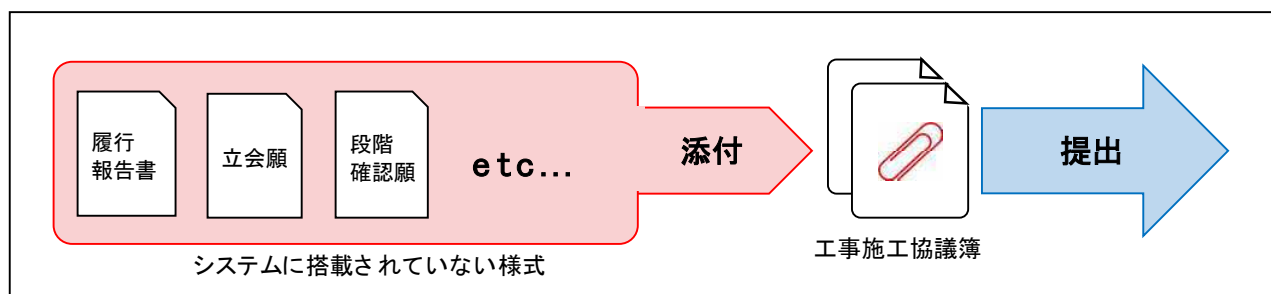 履行
報告書
立会願
段階
確認願
etc...
添付
提出
工事施工協議簿
システムに搭載されていない様式